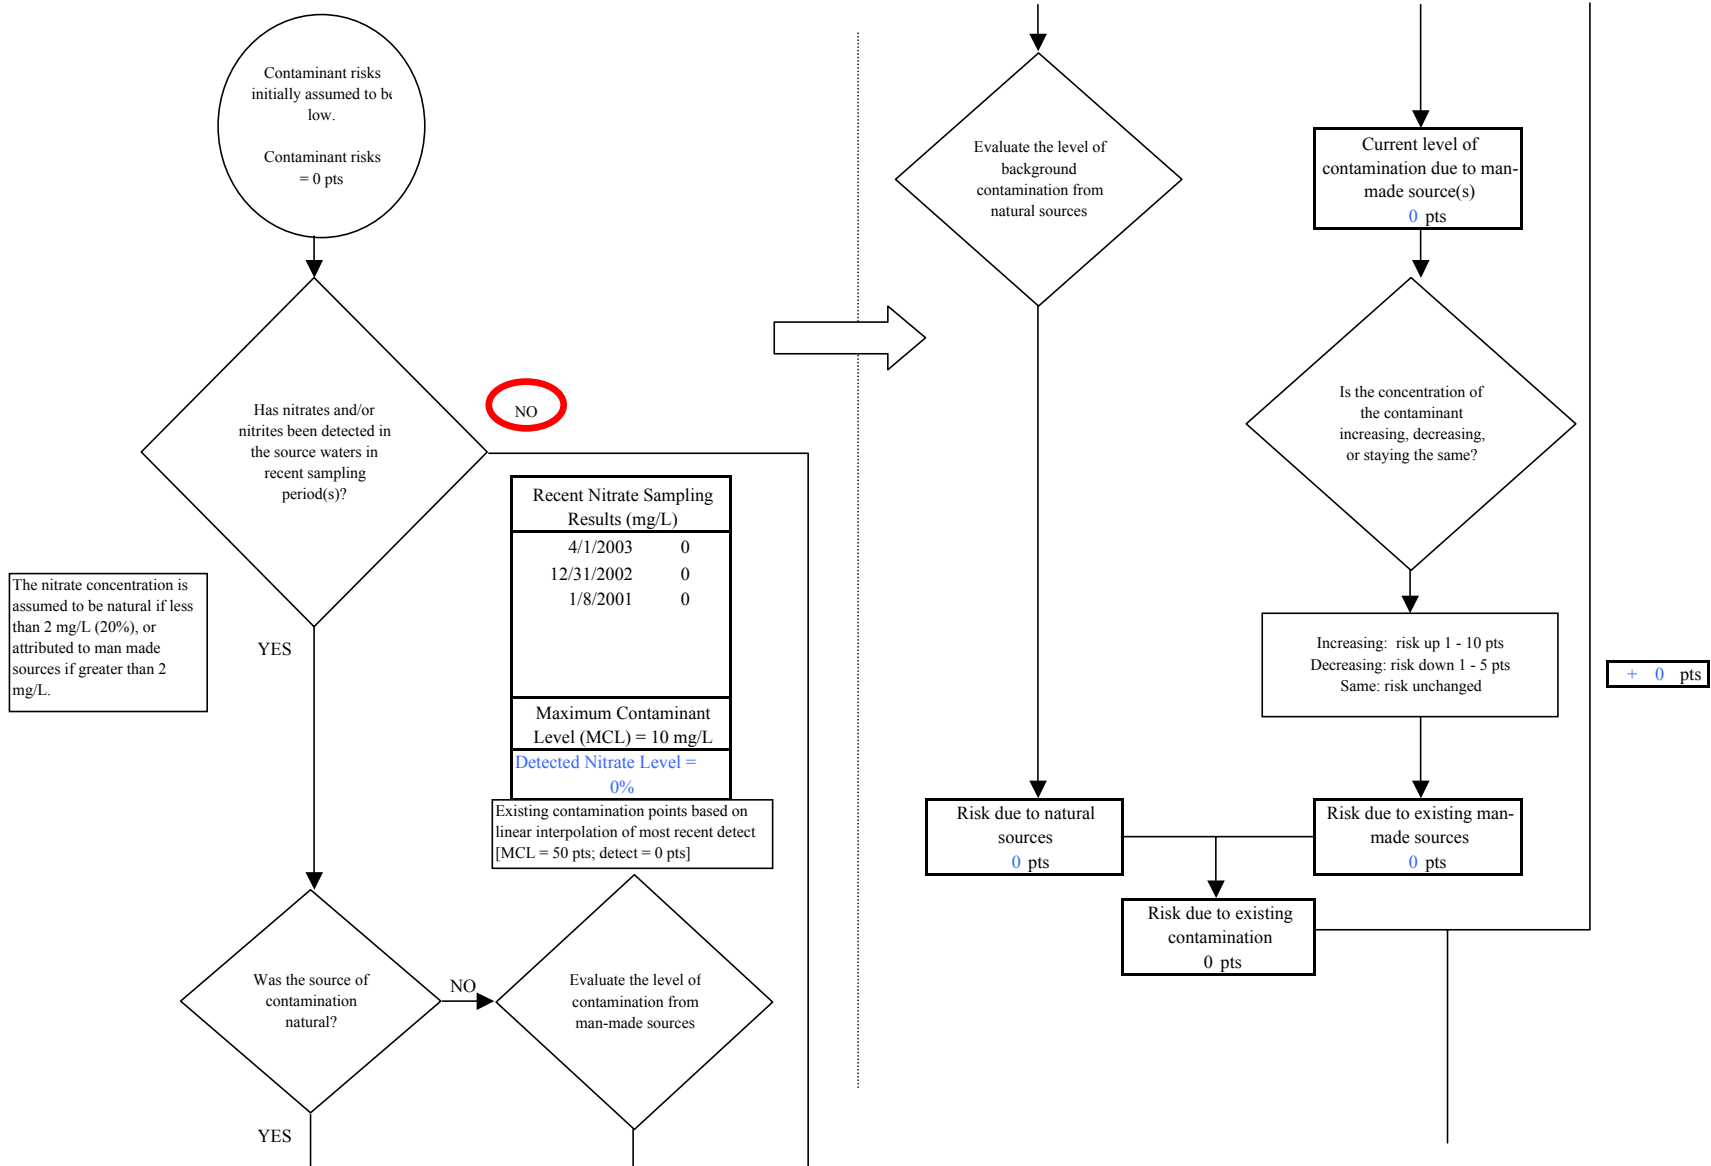 Contaminant risks
initially assumed to be
low.
Contaminant risks
= 0 pts
Has nitrates and/or
nitrites been detected in
the source waters in
recent sampling
period(s)?
NO
Recent Nitrate Sampling
Results (mg/L)
4/1/2003 0
12/31/2002 0
1/8/2001 0
Maximum Contaminant
Level (MCL) = 10 mg/L
Detected Nitrate Level =
0%
Existing contamination points based on
linear interpolation of most recent detect
[MCL = 50 pts; detect = 0 pts]
The nitrate concentration is
assumed to be natural if less
than 2 mg/L (20%), or
attributed to man made
sources if greater than 2
mg/L.
YES
Was the source of
contamination
natural?
NO
Evaluate the level of
contamination from
man-made sources
YES
Evaluate the level of
background
contamination from
natural sources
Current level of
contamination due to man-
made source(s)
0 pts
Is the concentration of
the contaminant
increasing, decreasing,
or staying the same?
Increasing: risk up 1 - 10 pts
Decreasing: risk down 1 - 5 pts
Same: risk unchanged
+ 0 pts
Risk due to natural
sources
0 pts
Risk due to existing man-
made sources
0 pts
Risk due to existing
contamination
0 pts